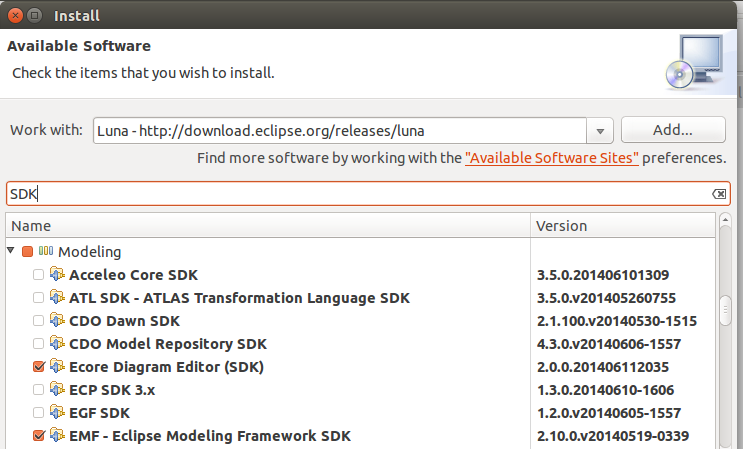 Install
Available Software
Check the items that you wish to install.
Work with: Luna - http://download.eclipse.org/releases/luna Add...
Find more software by working with the "Available Software Sites" preferences.
SDK
Name Version
Modeling
Acceleo Core SDK 3.5.0.201406101309
ATL SDK - ATLAS Transformation Language SDK 3.5.0.v201405260755
CDO Dawn SDK 2.1.100.v20140530-1515
CDO Model Repository SDK 4.3.0.v20140606-1557
Ecore Diagram Editor (SDK) 2.0.0.201406112035
ECP SDK 3.x 1.3.0.20140610-1606
EGF SDK 1.2.0.v20140605-1557
EMF - Eclipse Modeling Framework SDK 2.10.0.v20140519-0339